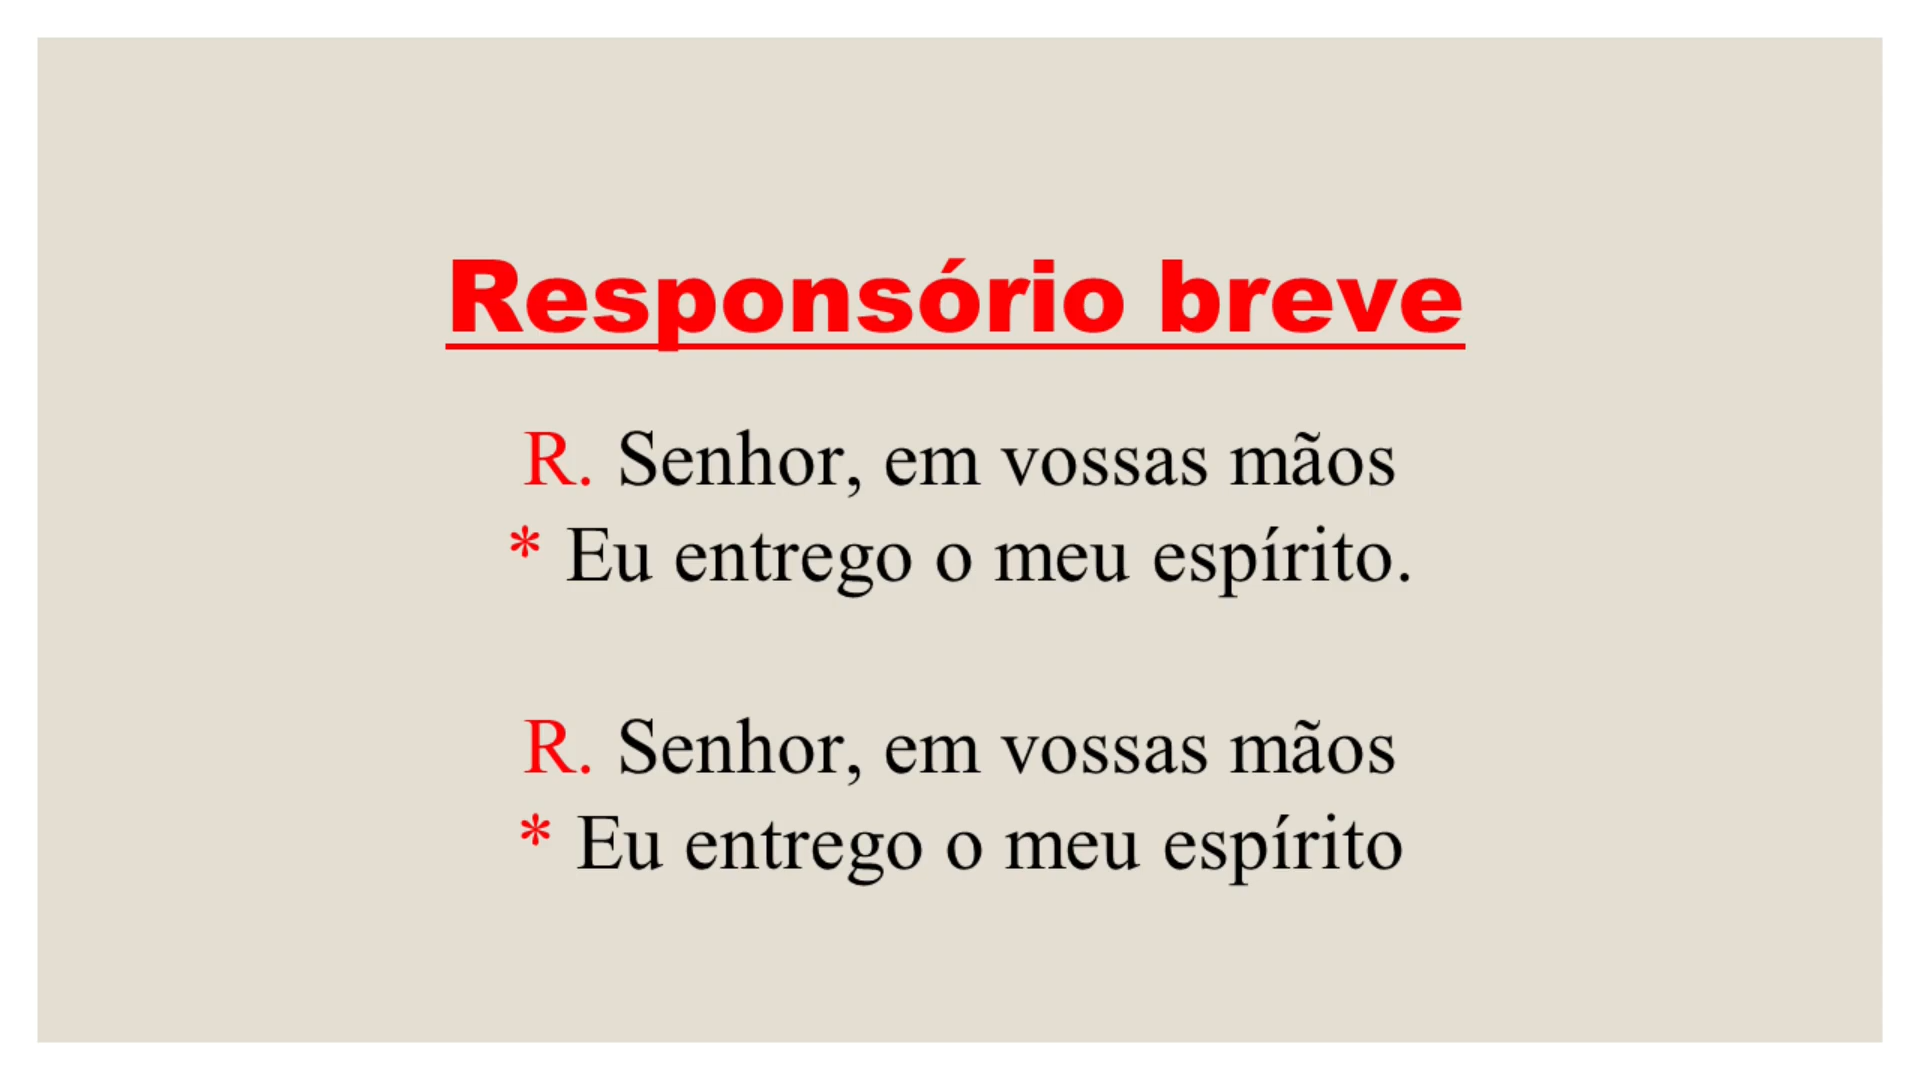 Responsório breve
R. Senhor, em vossas mãos
* Eu entrego o meu espírito.
R. Senhor, em vossas mãos
* Eu entrego o meu espírito